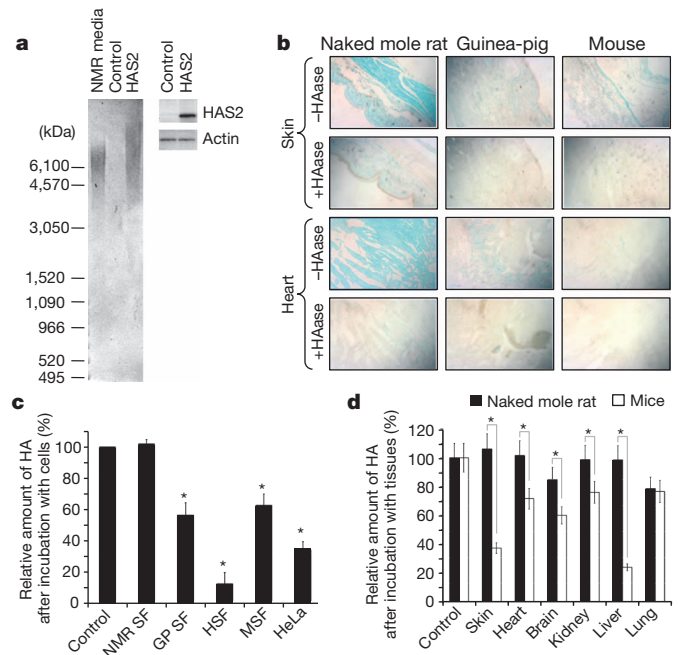 a
NMR media
Control
HAS2
Control
HAS2
HAS2
Actin
(kDa)
6,100
4,570
3,050
1,520
1,090
966
520
495
b
Naked mole rat Guinea-pig Mouse
Skin
–HAase
+HAase
Heart
–HAase
+HAase
c
Relative amount of HA
after incubation with cells (%)
100
80
60
40
20
0
*
*
*
*
Control
NMR SF
GP SF
HSF
MSF
HeLa
d
Naked mole rat Mice
Relative amount of HA
after incubation with tissues (%)
120
100
80
60
40
20
0
*
*
*
*
*
Control
Skin
Heart
Brain
Kidney
Liver
Lung